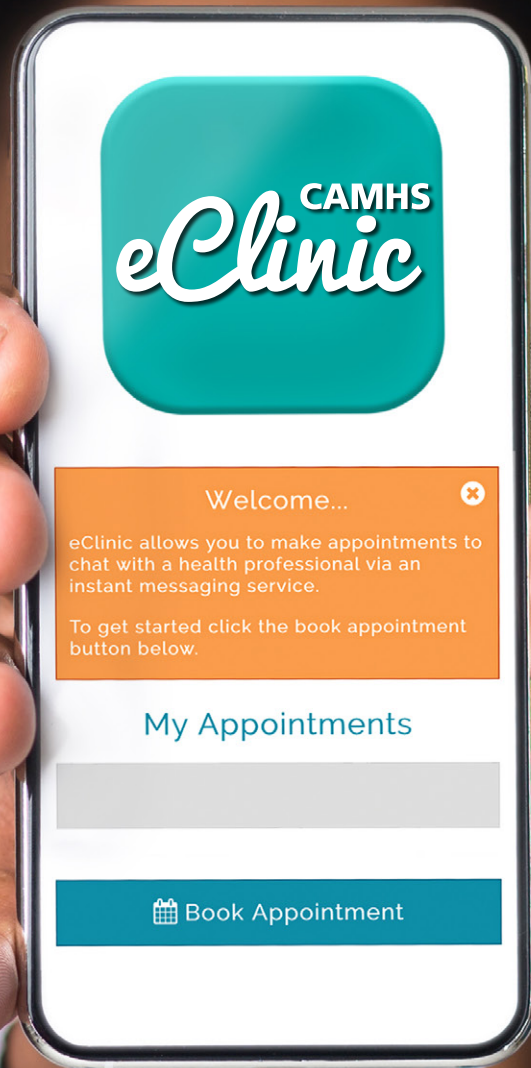 CAMHS
eClinic
Welcome...
eClinic allows you to make appointments to
chat with a health professional via an
instant messaging service.
To get started click the book appointment
button below.
My Appointments
Book Appointment